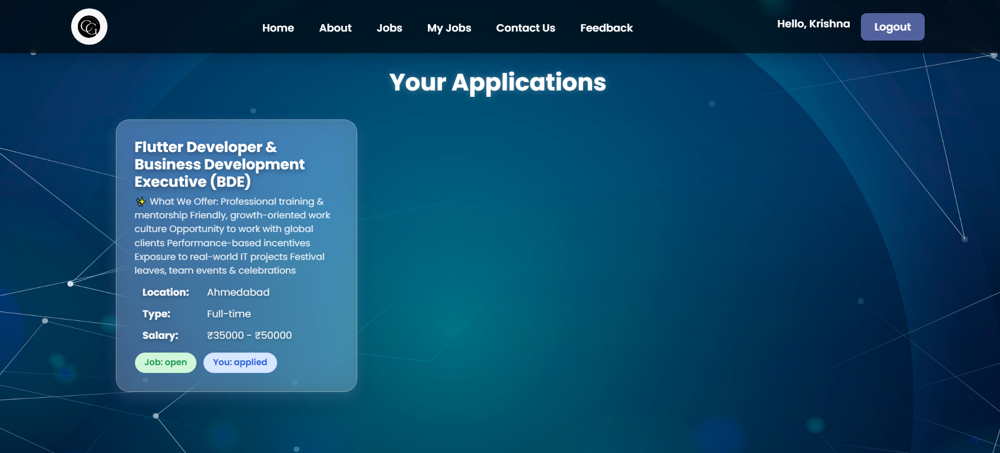 CG
Home About Jobs My Jobs Contact Us Feedback
Hello, Krishna
Logout
Your Applications
Flutter Developer &
Business Development
Executive (BDE)
✨ What We Offer: Professional training &
mentorship Friendly, growth-oriented work
culture Opportunity to work with global
clients Performance-based incentives
Exposure to real-world IT projects Festival
leaves, team events & celebrations
Location: Ahmedabad
Type: Full-time
Salary: ₹35000 - ₹50000
Job: open You: applied